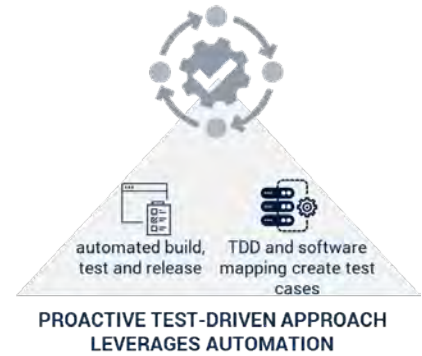 automated build,
test and release
TDD and software
mapping create test
cases
PROACTIVE TEST-DRIVEN APPROACH
LEVERAGES AUTOMATION